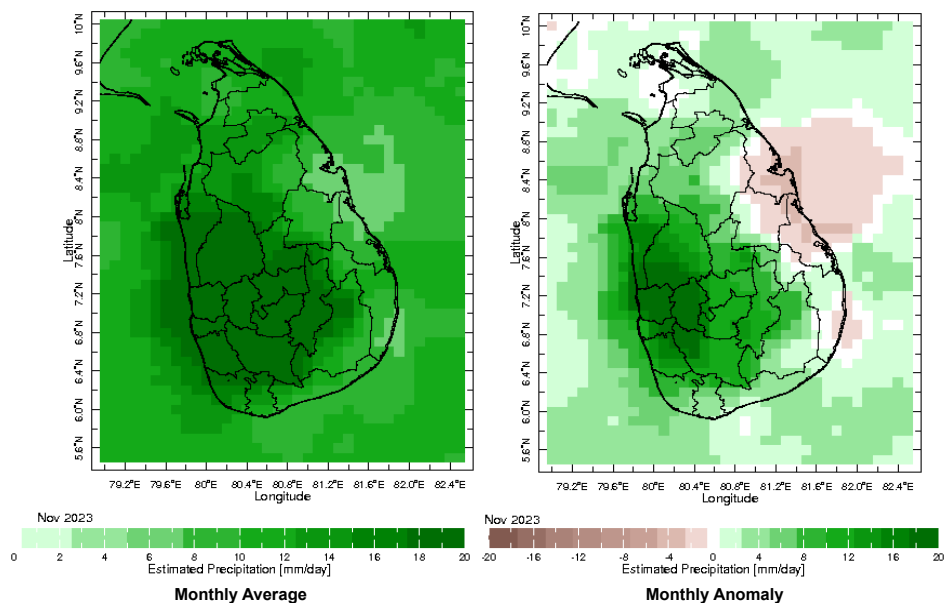 10°N 9.6°N 9.2°N 8.8°N 8.4°N 8°N 7.6°N 7.2°N 6.8°N 6.4°N 6.0°N 5.6°N
Latitude
79.2°E 79.6°E 80°E 80.4°E 80.8°E 81.2°E 81.6°E 82.0°E 82.4°E
Longitude
Nov 2023
0 2 4 6 8 10 12 14 16 18 20
Estimated Precipitation [mm/day]
Monthly Average
10°N 9.6°N 9.2°N 8.8°N 8.4°N 8°N 7.6°N 7.2°N 6.8°N 6.4°N 6.0°N 5.6°N
Latitude
79.2°E 79.6°E 80°E 80.4°E 80.8°E 81.2°E 81.6°E 82.0°E 82.4°E
Longitude
Nov 2023
-20 -16 -12 -8 -4 0 4 8 12 16 20
Estimated Precipitation [mm/day]
Monthly Anomaly